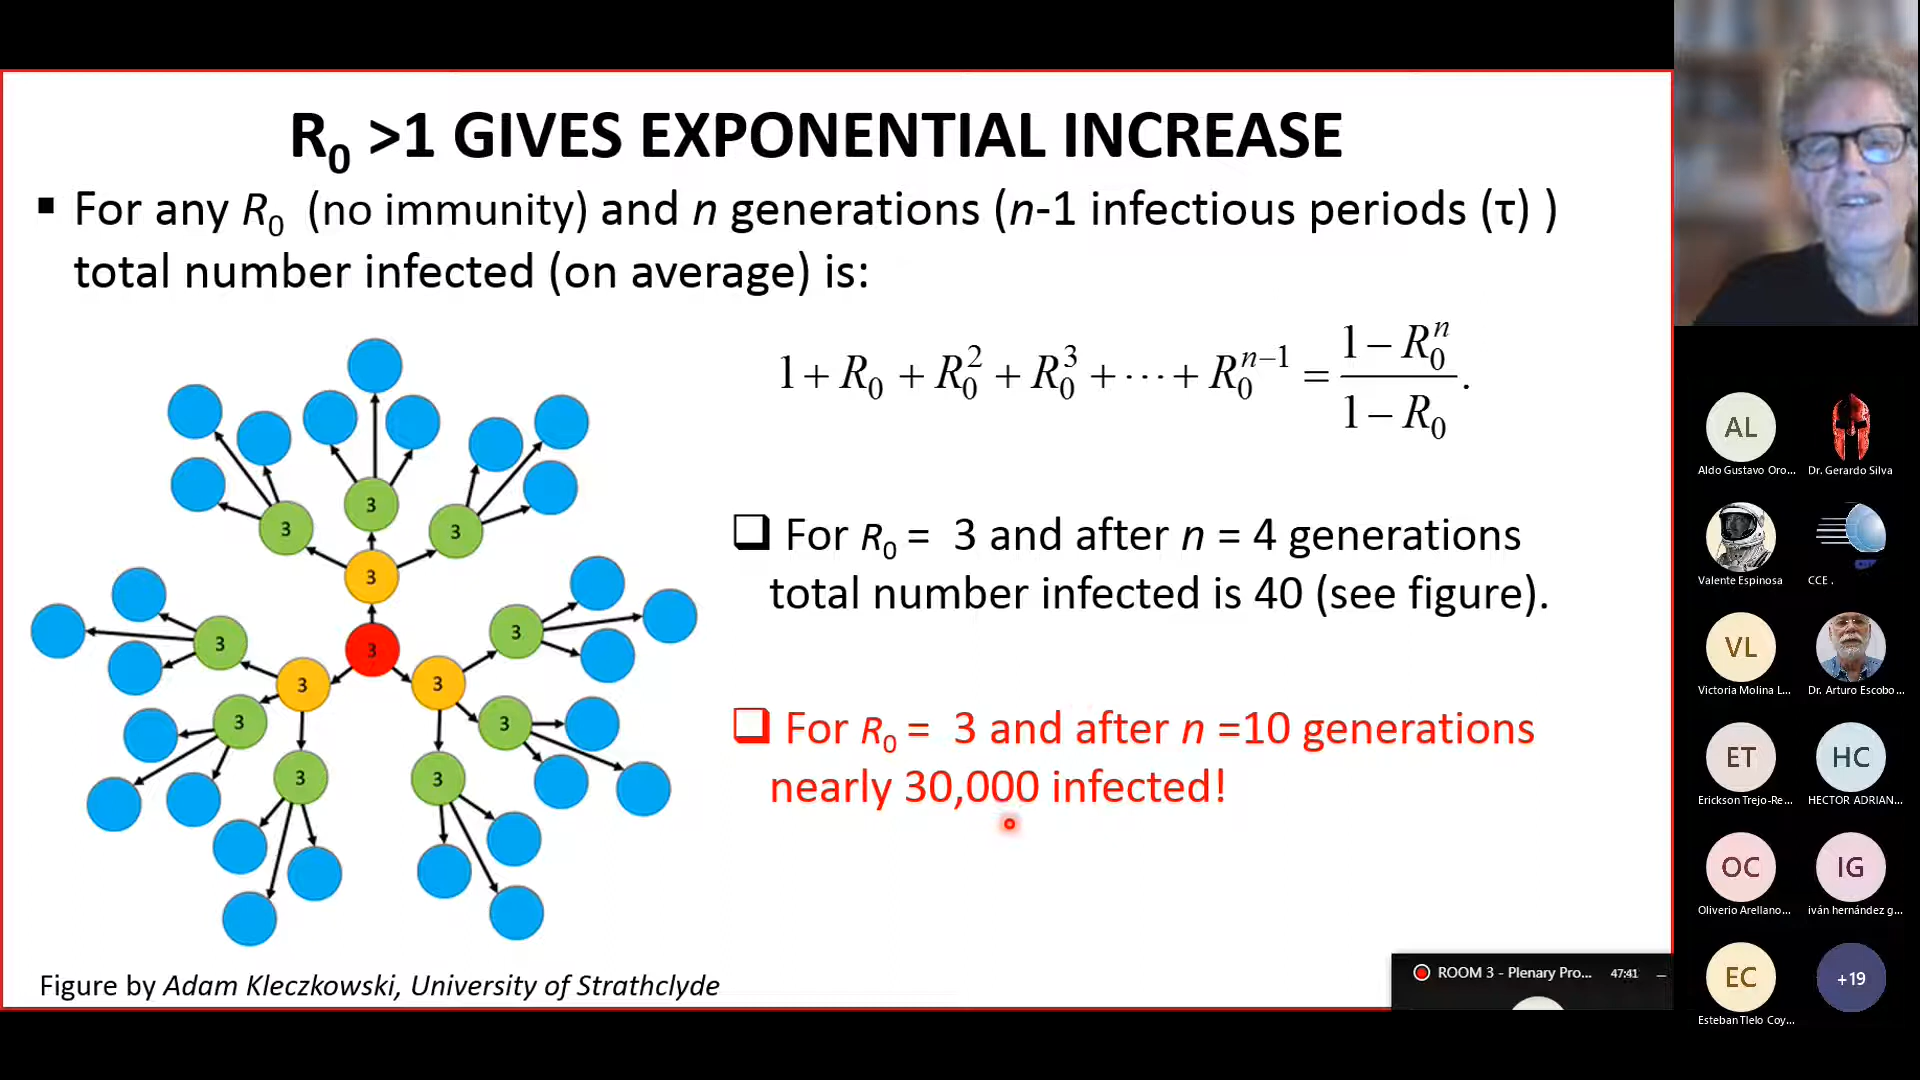 R₀ >1 GIVES EXPONENTIAL INCREASE
▪ For any R₀ (no immunity) and n generations (n-1 infectious periods (τ) )
total number infected (on average) is:
1 + R₀ + R₀² + R₀³ + ⋯ + R₀ⁿ⁻¹ = (1 − R₀ⁿ) / (1 − R₀).
❑ For R₀ = 3 and after n = 4 generations
total number infected is 40 (see figure).
❑ For R₀ = 3 and after n =10 generations
nearly 30,000 infected!
3
3
3
3
3
3
3
3
3
3
3
3
3
Figure by Adam Kleczkowski, University of Strathclyde
ROOM 3 - Plenary Pro... 47:41
AL
Aldo Gustavo Oro...
Dr. Gerardo Silva
Valente Espinosa
CCE .
VL
Victoria Molina L...
Dr. Arturo Escobo...
ET
Erickson Trejo-Re...
HC
HECTOR ADRIAN...
OC
Oliverio Arellano...
IG
iván hernández g...
EC
Esteban Tlelo Coy...
+19